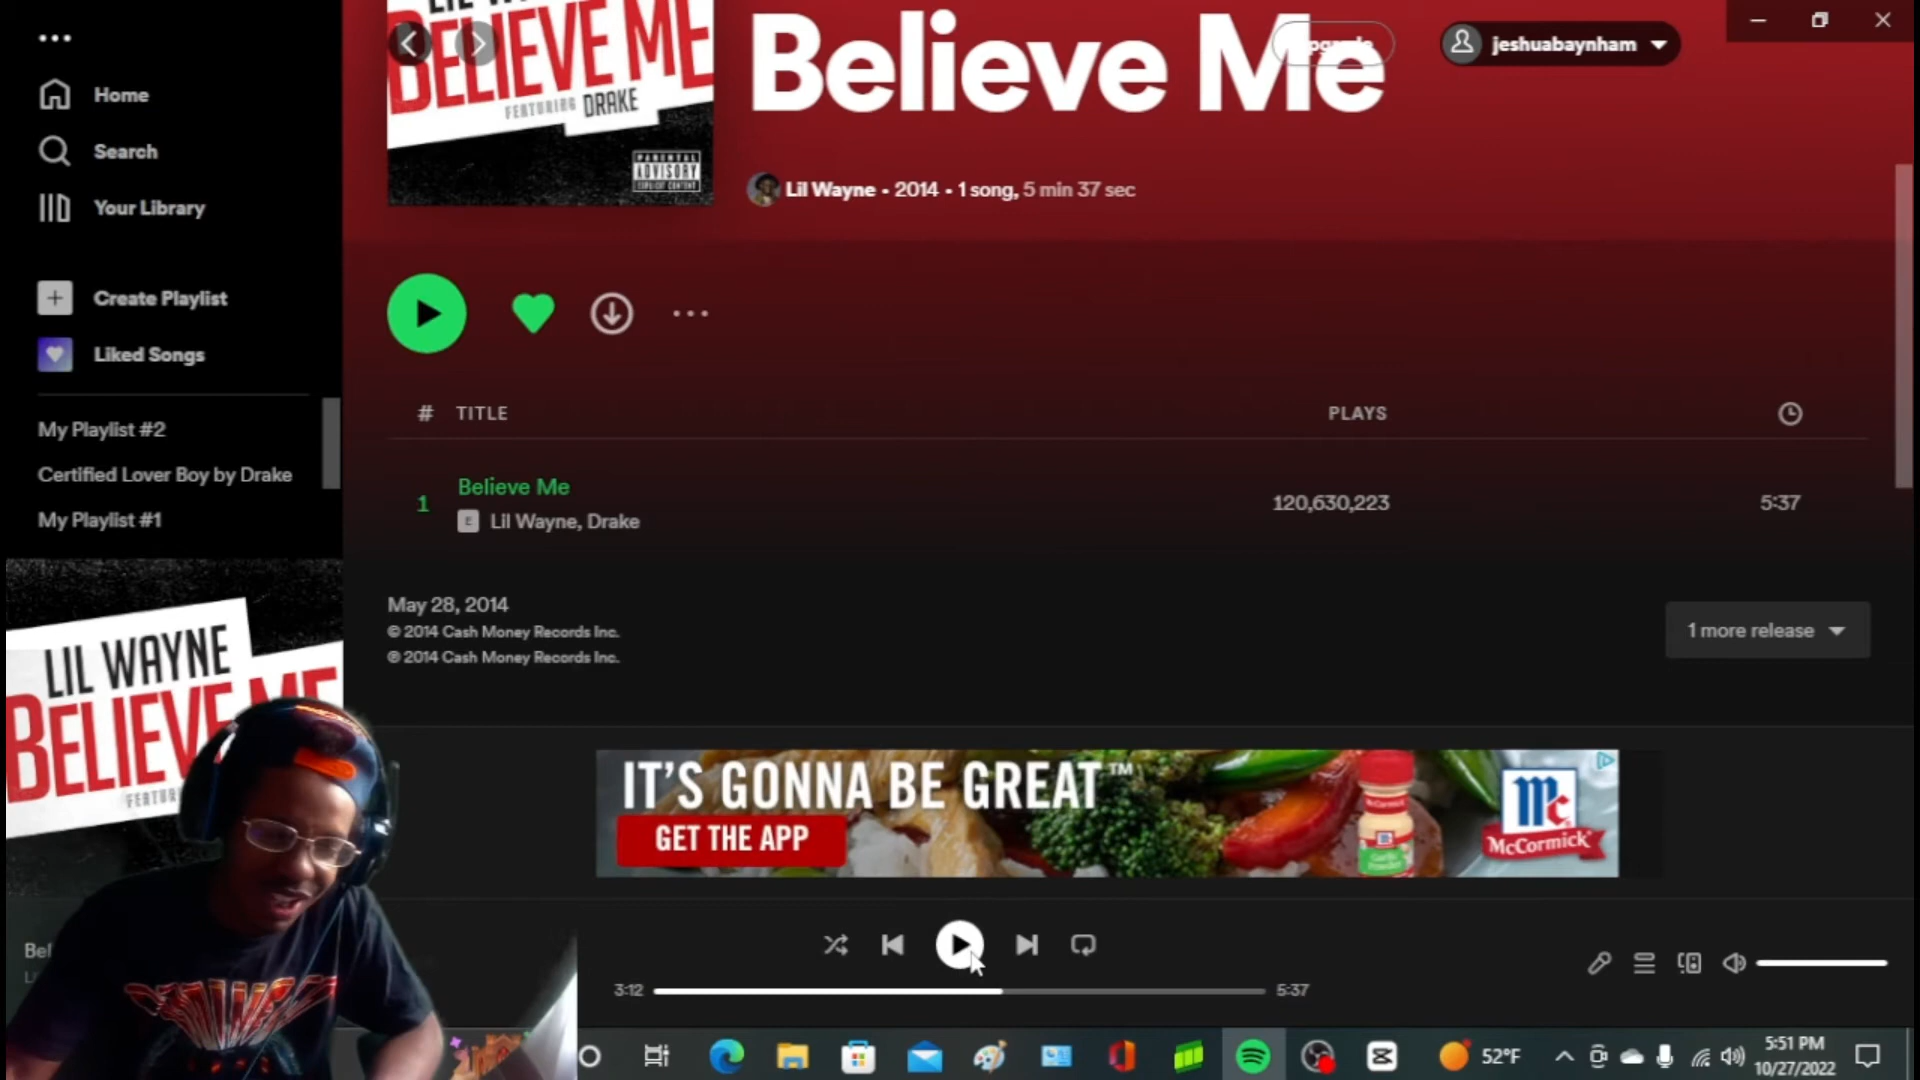 BELIEVE ME
FEATURING DRAKE
PARENTAL
ADVISORY
EXPLICIT CONTENT
Believe Me
jeshuabaynham
Home
Search
Your Library
Lil Wayne • 2014 • 1 song, 5 min 37 sec
Create Playlist
Liked Songs
# TITLE PLAYS
My Playlist #2
Certified Lover Boy by Drake
My Playlist #1
1 Believe Me 120,630,223 5:37
E Lil Wayne, Drake
May 28, 2014
© 2014 Cash Money Records Inc.
℗ 2014 Cash Money Records Inc.
1 more release
LIL WAYNE
BELIEVE ME
IT'S GONNA BE GREAT™
GET THE APP
Mc
McCormick
3:12 5:37
52°F
5:51 PM
10/27/2022